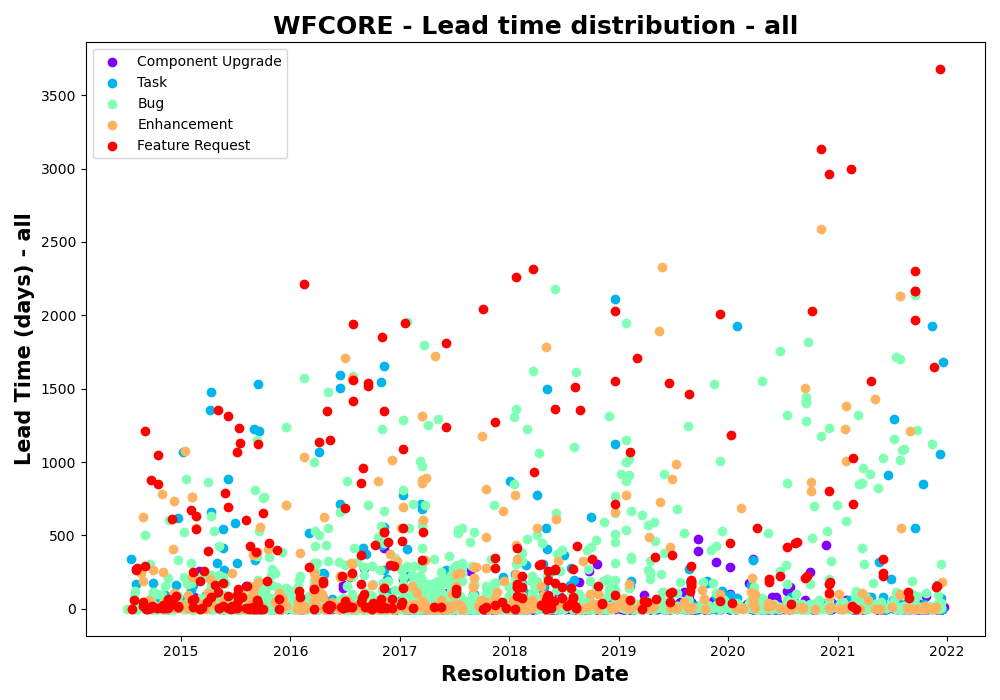 WFCORE - Lead time distribution - all
Component Upgrade
Task
Bug
Enhancement
Feature Request
Lead Time (days) - all
3500
3000
2500
2000
1500
1000
500
0
2015 2016 2017 2018 2019 2020 2021 2022
Resolution Date